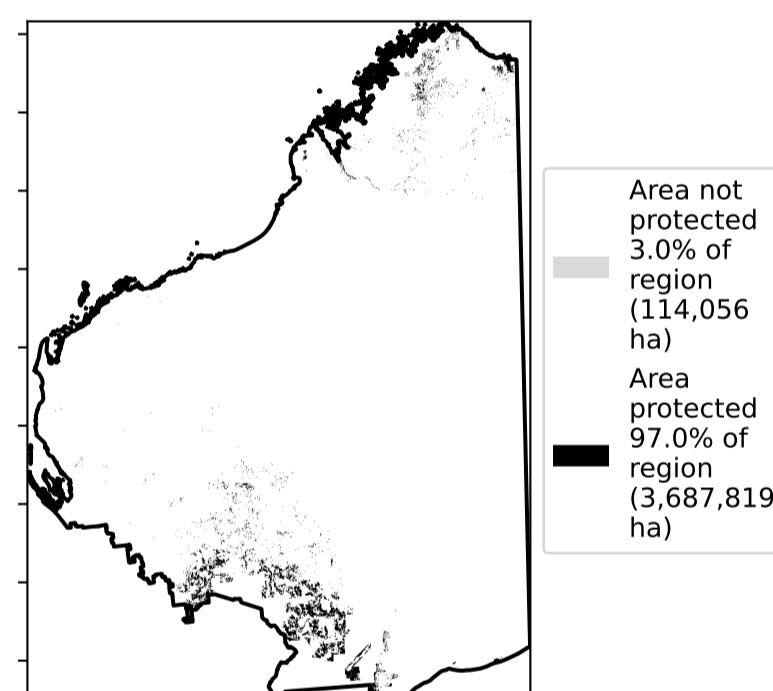 Area not
protected
3.0% of
region
(114,056
ha)
Area
protected
97.0% of
region
(3,687,819
ha)